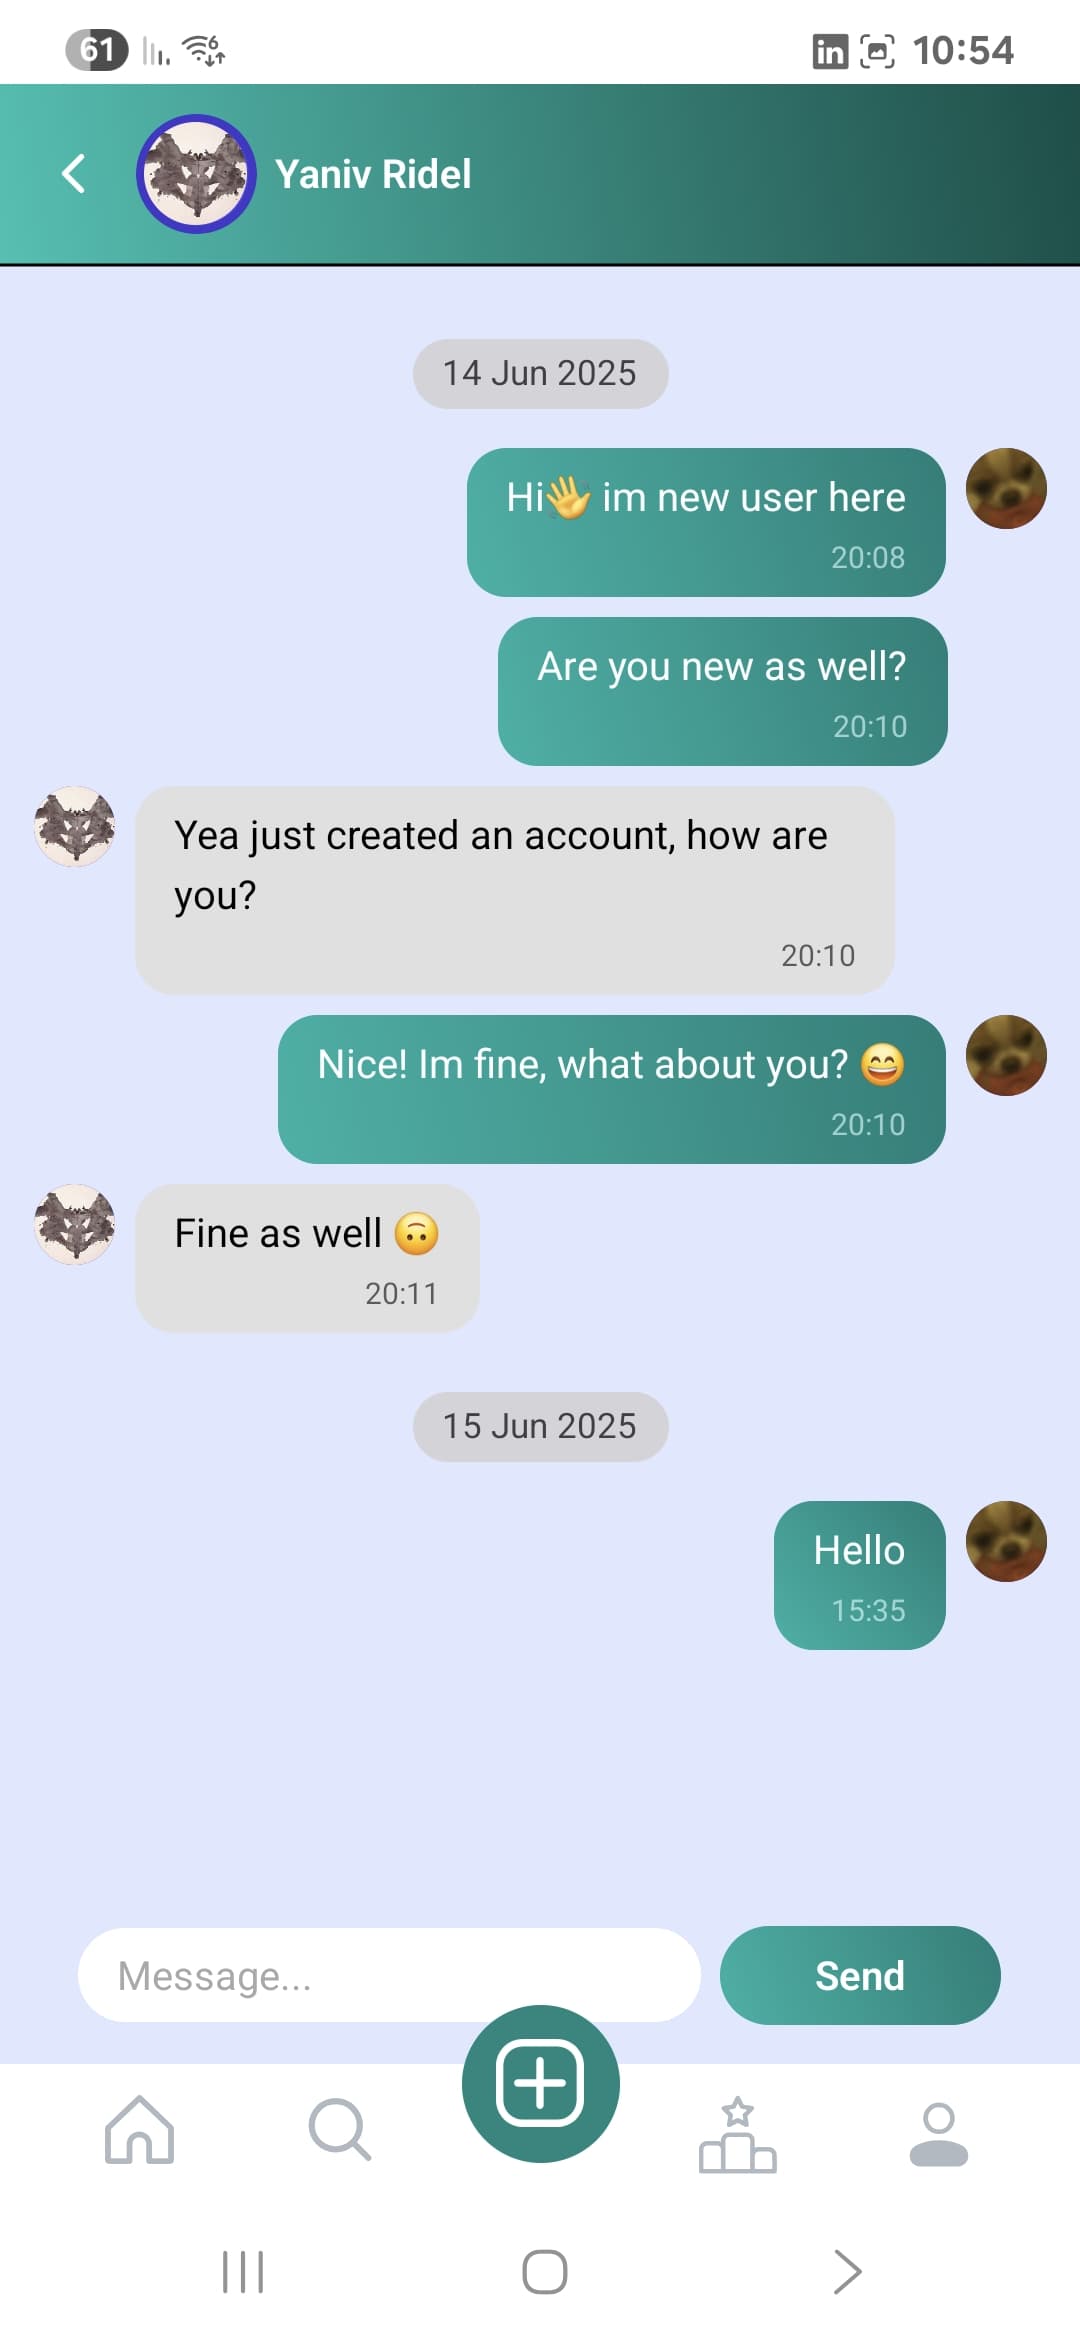 61
6
in
10:54
Yaniv Ridel
14 Jun 2025
Hi👋 im new user here
20:08
Are you new as well?
20:10
Yea just created an account, how are
you?
20:10
Nice! Im fine, what about you? 😄
20:10
Fine as well 🙃
20:11
15 Jun 2025
Hello
15:35
Message...
Send